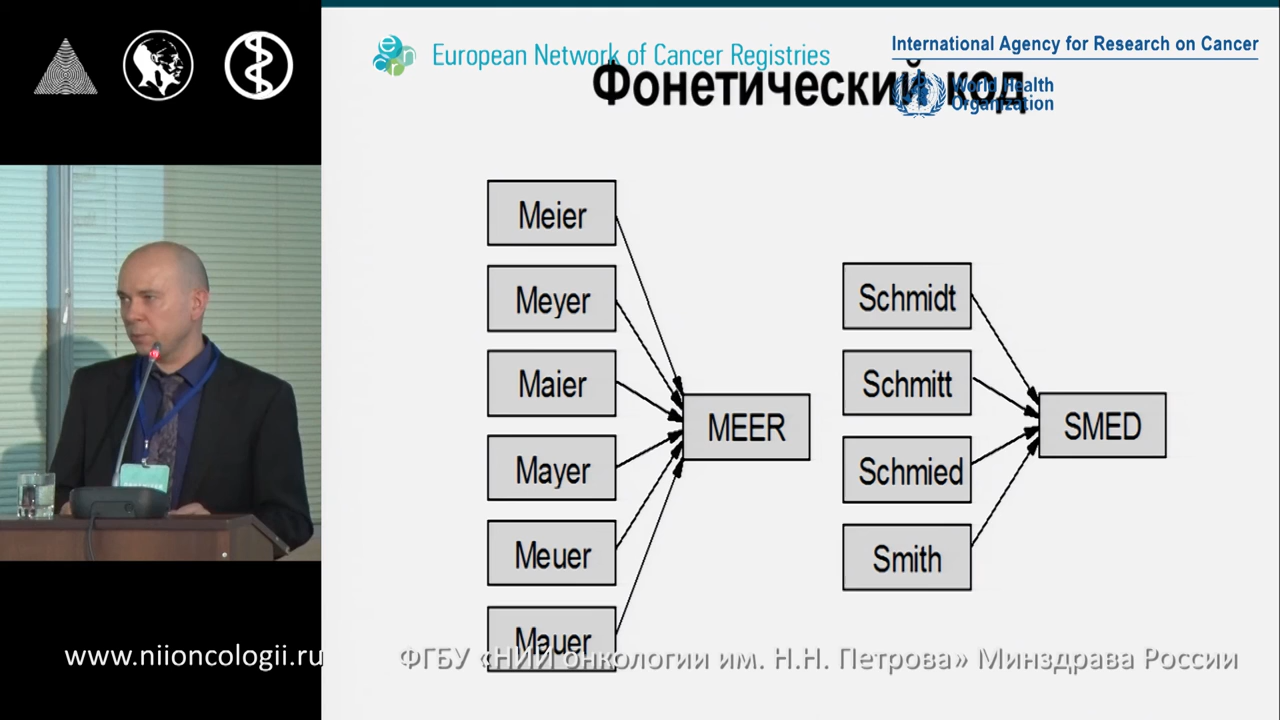 European Network of Cancer Registries
International Agency for Research on Cancer
World Health
Organization
Фонетический код
Meier
Meyer
Maier
Mayer
Meuer
Mauer
MEER
Schmidt
Schmitt
Schmied
Smith
SMED
www.niioncologii.ru
ФГБУ «НИИ онкологии им. Н.Н. Петрова» Минздрава России